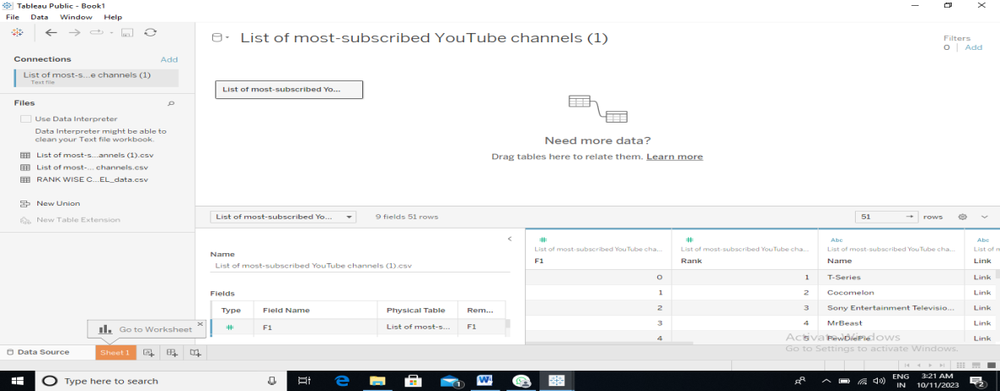 Tableau Public - Book1
File Data Window Help
List of most-subscribed YouTube channels (1)
Filters
0 | Add
Connections Add
List of most-s...e channels (1)
Text file
Files
Use Data Interpreter
Data Interpreter might be able to
clean your Text file workbook.
List of most-s...annels (1).csv
List of most-... channels.csv
RANK WISE C...EL_data.csv
New Union
New Table Extension
List of most-subscribed Yo...
Need more data?
Drag tables here to relate them. Learn more
List of most-subscribed Yo... 9 fields 51 rows 51 → rows
Name
List of most-subscribed YouTube channels (1).csv
Fields
Type Field Name Physical Table Rem...
# F1 List of most-s... F1
# # Abc Abc
List of most-subscribed YouTube cha... List of most-subscribed YouTube cha... List of most-subscribed YouTube cha... List of m
F1 Rank Name Link
0 1 T-Series Link
1 2 Cocomelon Link
2 3 Sony Entertainment Televisio... Link
3 4 MrBeast Link
4 5 PewDiePie Link
Activate Windows
Go to Settings to activate Windows.
Go to Worksheet
Data Source Sheet 1
Type here to search
1
ENG 3:21 AM
IN 10/11/2023
2